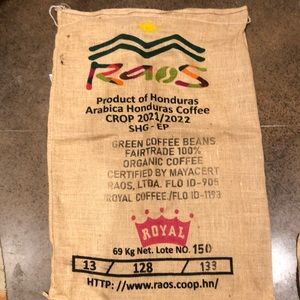 RAOS
Product of Honduras
Arabica Honduras Coffee
CROP 2021/2022
SHG-EP
GREEN COFFEE BEANS
FAIRTRADE 100%
ORGANIC COFFEE
CERTIFIED BY MAYACERT
RAOS, LTDA. FLO ID-905
ROYAL COFFEE/FLO ID-1193
ROYAL
69 Kg Net. Lote NO. 150
13 / 128 / 133
HTTP://www.raos.coop.hn/